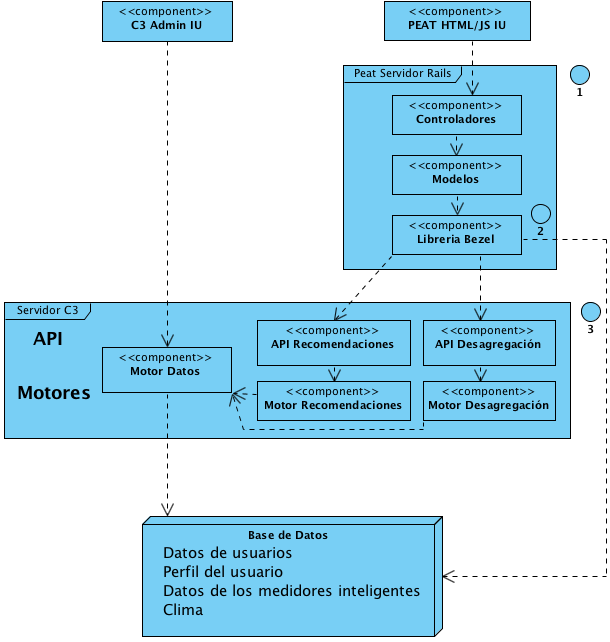 <<component>>
C3 Admin IU
<<component>>
PEAT HTML/JS IU
Peat Servidor Rails
1
<<component>>
Controladores
<<component>>
Modelos
<<component>>
Libreria Bezel
2
Servidor C3
3
API
<<component>>
API Recomendaciones
<<component>>
API Desagregación
<<component>>
Motor Datos
Motores
<<component>>
Motor Recomendaciones
<<component>>
Motor Desagregación
Base de Datos
Datos de usuarios
Perfil del usuario
Datos de los medidores inteligentes
Clima